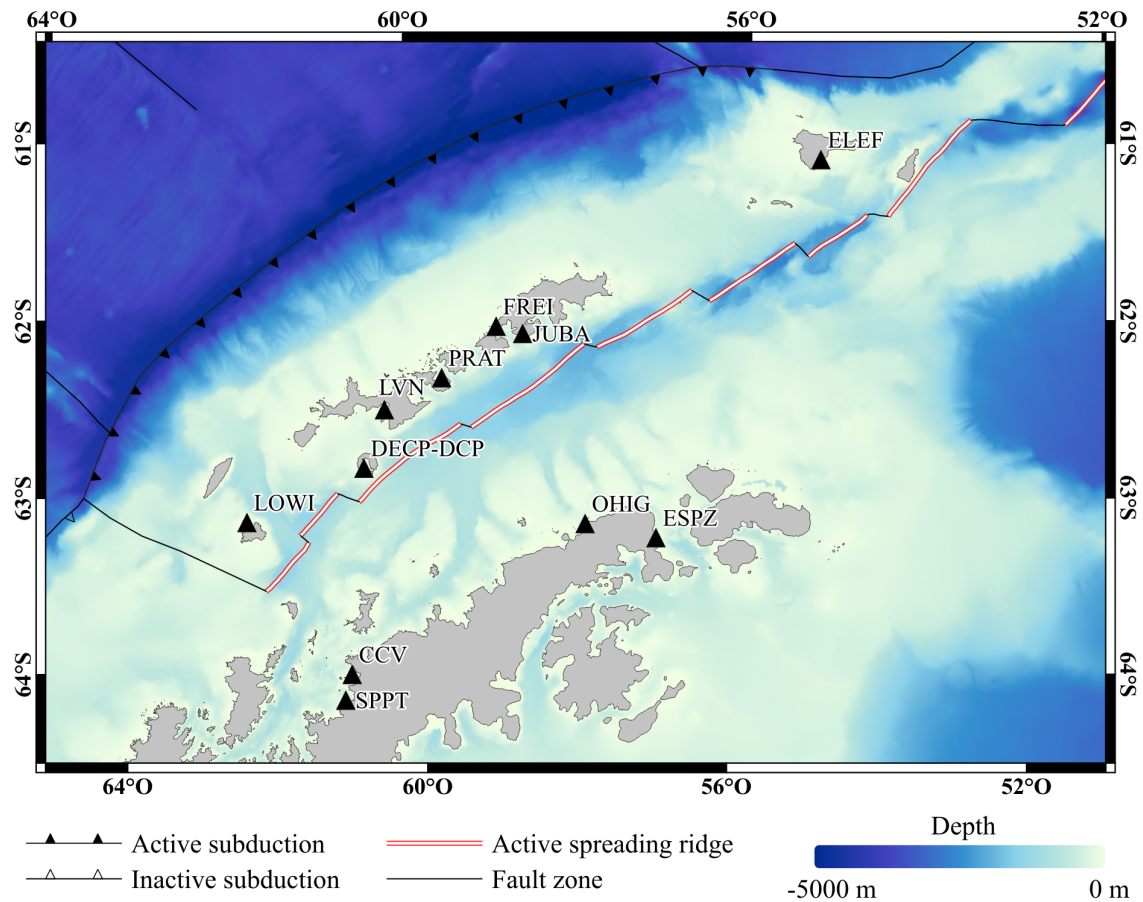 64°O 60°O 56°O 52°O
61°S 61°S
ELEF
62°S 62°S
FREI
JUBA
PRAT
LVN
DECP-DCP
63°S 63°S
LOWI
OHIG
ESPZ
64°S 64°S
CCV
SPPT
64°O 60°O 56°O 52°O
Depth
Active subduction Active spreading ridge
Inactive subduction Fault zone
-5000 m 0 m